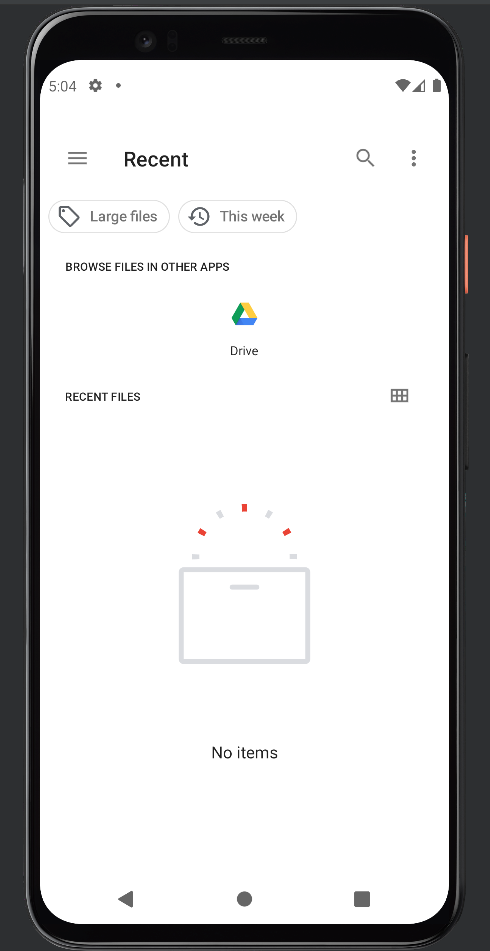 5:04
Recent
Large files
This week
BROWSE FILES IN OTHER APPS
Drive
RECENT FILES
No items